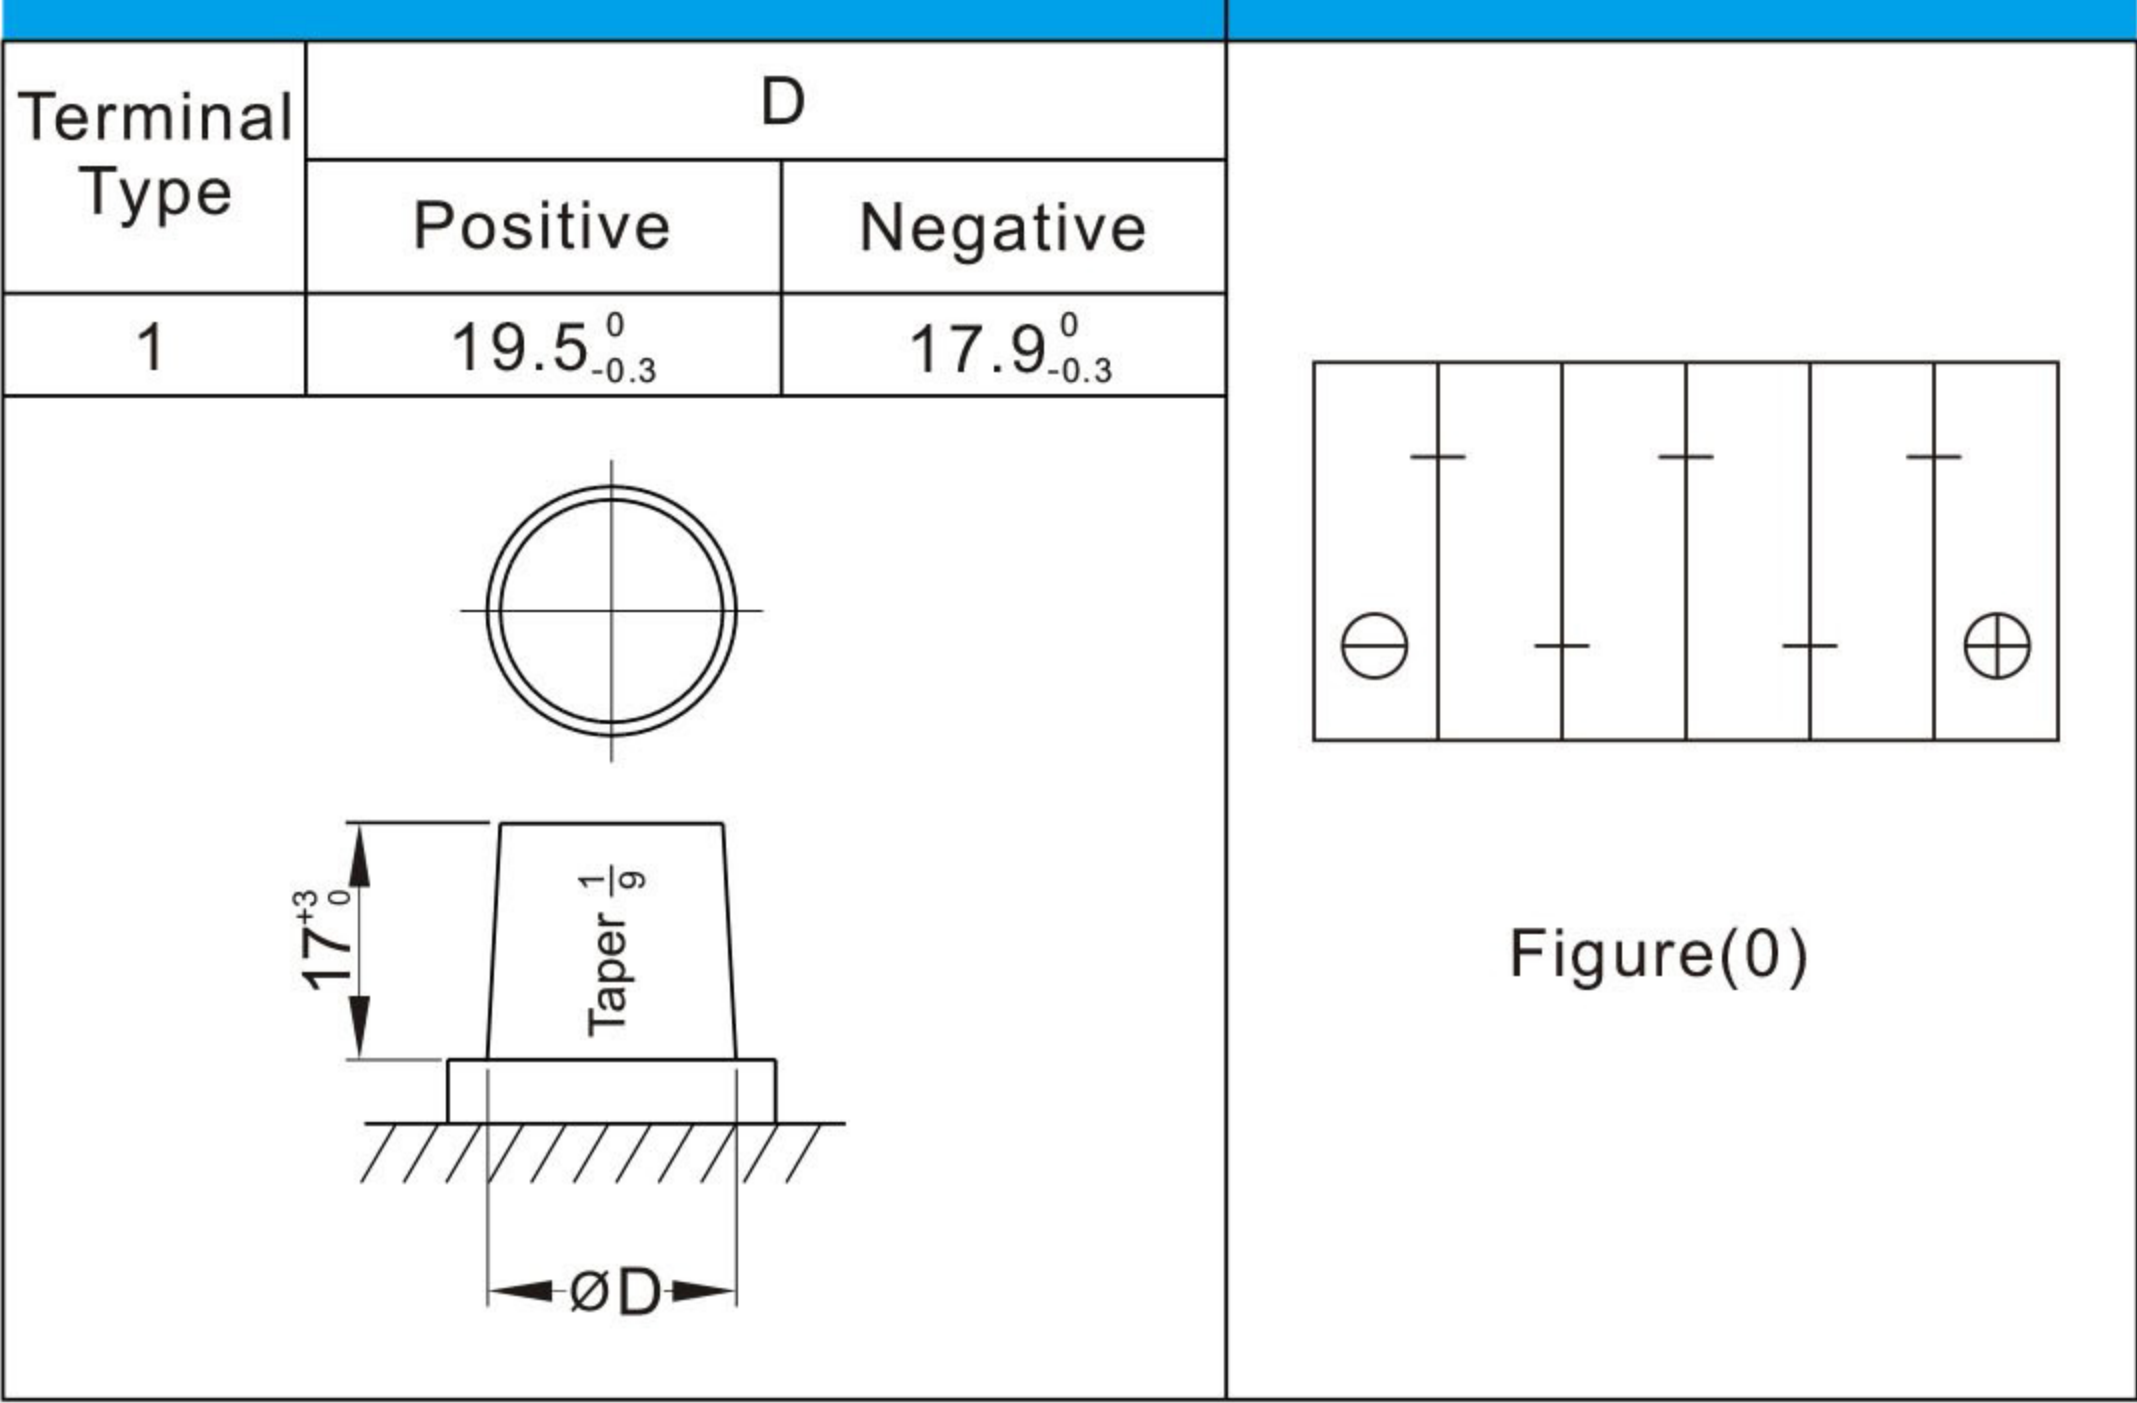 Terminal
Type
D
Positive
Negative
1
19.5 0 -0.3
17.9 0 -0.3
17 +3 0
Taper 1/9
ØD
Figure(0)